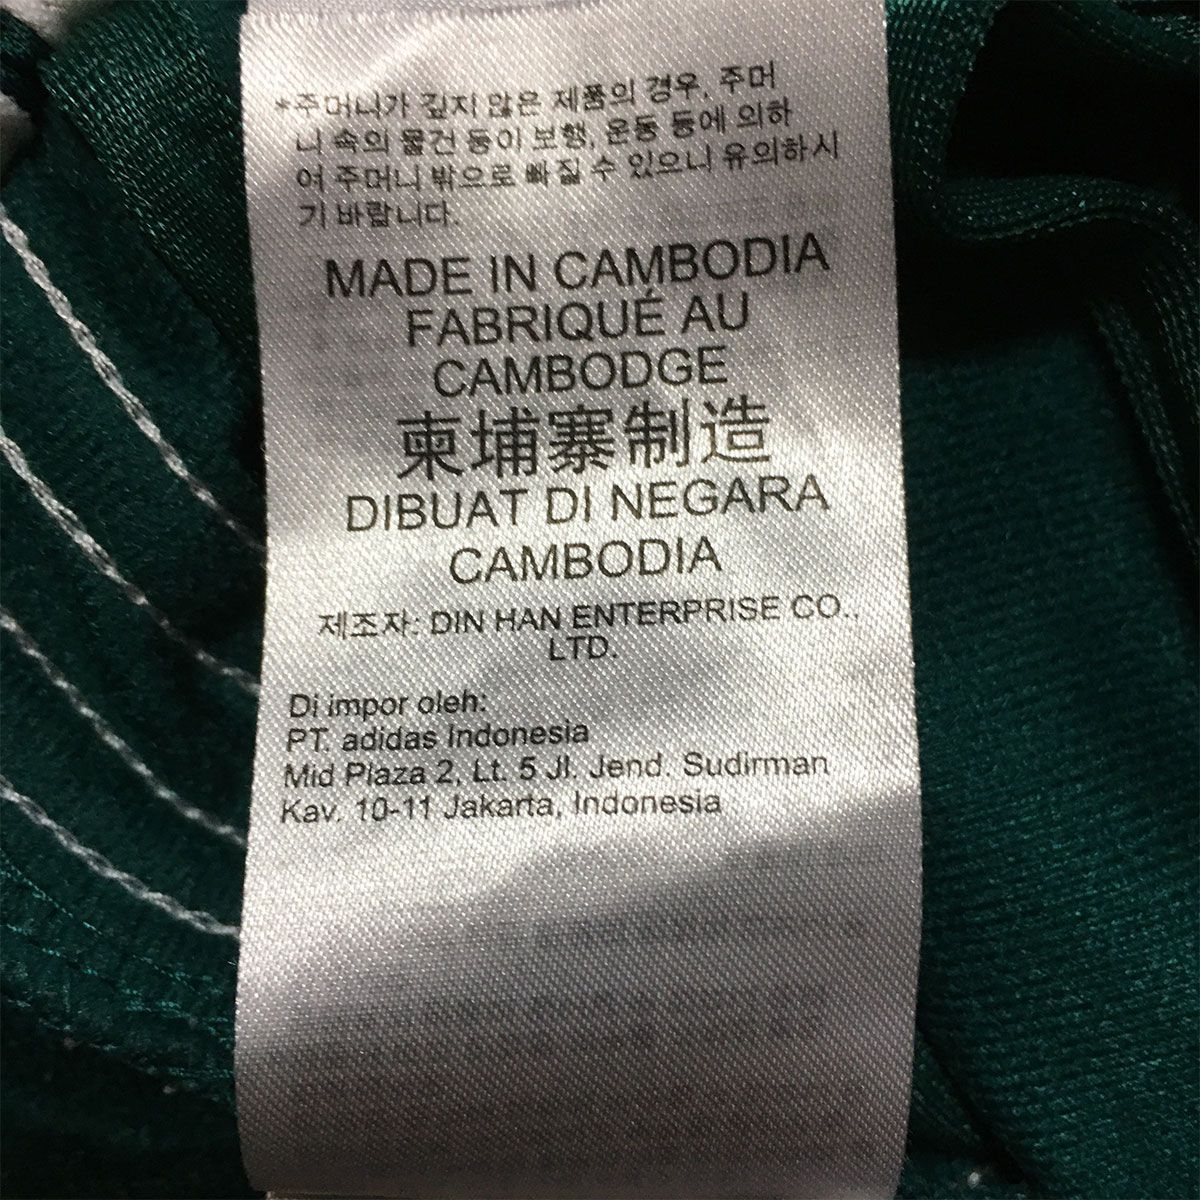 *주머니가 깊지 않은 제품의 경우, 주머
니 속의 물건 등이 보행, 운동 등에 의하
여 주머니 밖으로 빠질 수 있으니 유의하시
기 바랍니다.
MADE IN CAMBODIA
FABRIQUÉ AU
CAMBODGE
柬埔寨制造
DIBUAT DI NEGARA
CAMBODIA
제조자: DIN HAN ENTERPRISE CO.,
LTD.
Di impor oleh:
PT. adidas Indonesia
Mid Plaza 2, Lt. 5 Jl. Jend. Sudirman
Kav. 10-11 Jakarta, Indonesia